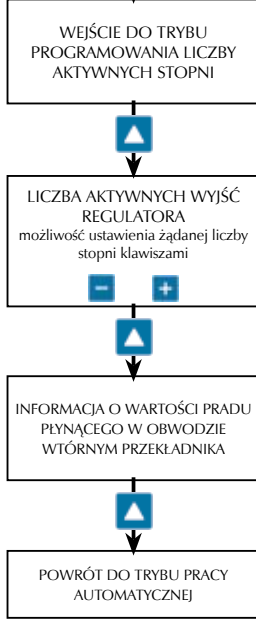 WEJŚCIE DO TRYBU
PROGRAMOWANIA LICZBY
AKTYWNYCH STOPNI
LICZBA AKTYWNYCH WYJŚĆ
REGULATORA
możliwość ustawienia żądanej liczby
stopni klawiszami
- +
INFORMACJA O WARTOŚCI PRADU
PŁYNĄCEGO W OBWODZIE
WTÓRNYM PRZEKŁADNIKA
POWRÓT DO TRYBU PRACY
AUTOMATYCZNEJ